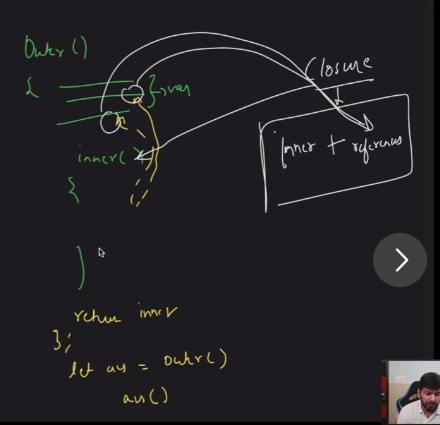 Outer ()
{
} → var
Closure
inner( )
inner + references
{
}
return inner
};
let ans = outer()
ans()